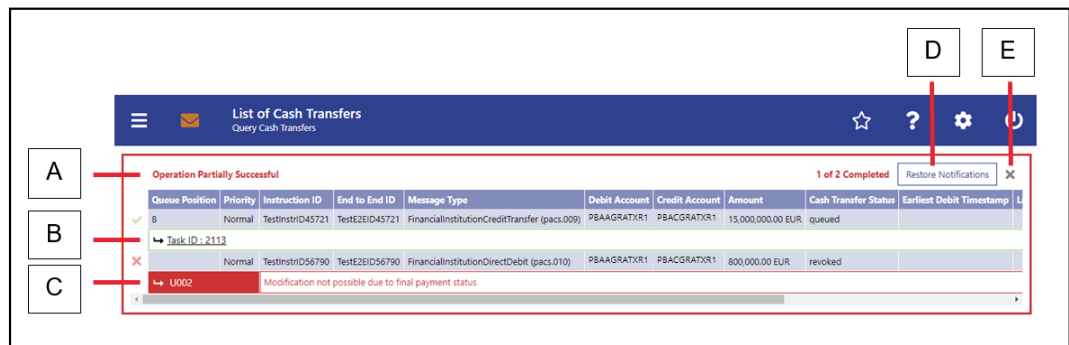 D E
List of Cash Transfers
Query Cash Transfers
?
A
Operation Partially Successful 1 of 2 Completed Restore Notifications
Queue Position Priority Instruction ID End to End ID Message Type Debit Account Credit Account Amount Cash Transfer Status Earliest Debit Timestamp
8 Normal TestInstrID45721 TestE2EID45721 FinancialInstitutionCreditTransfer (pacs.009) PBAAGRATXR1 PBACGRATXR1 15,000,000.00 EUR queued
B
Task ID : 2113
Normal TestInstrID56790 TestE2EID56790 FinancialInstitutionDirectDebit (pacs.010) PBAAGRATXR1 PBACGRATXR1 800,000.00 EUR revoked
C
U002 Modification not possible due to final payment status